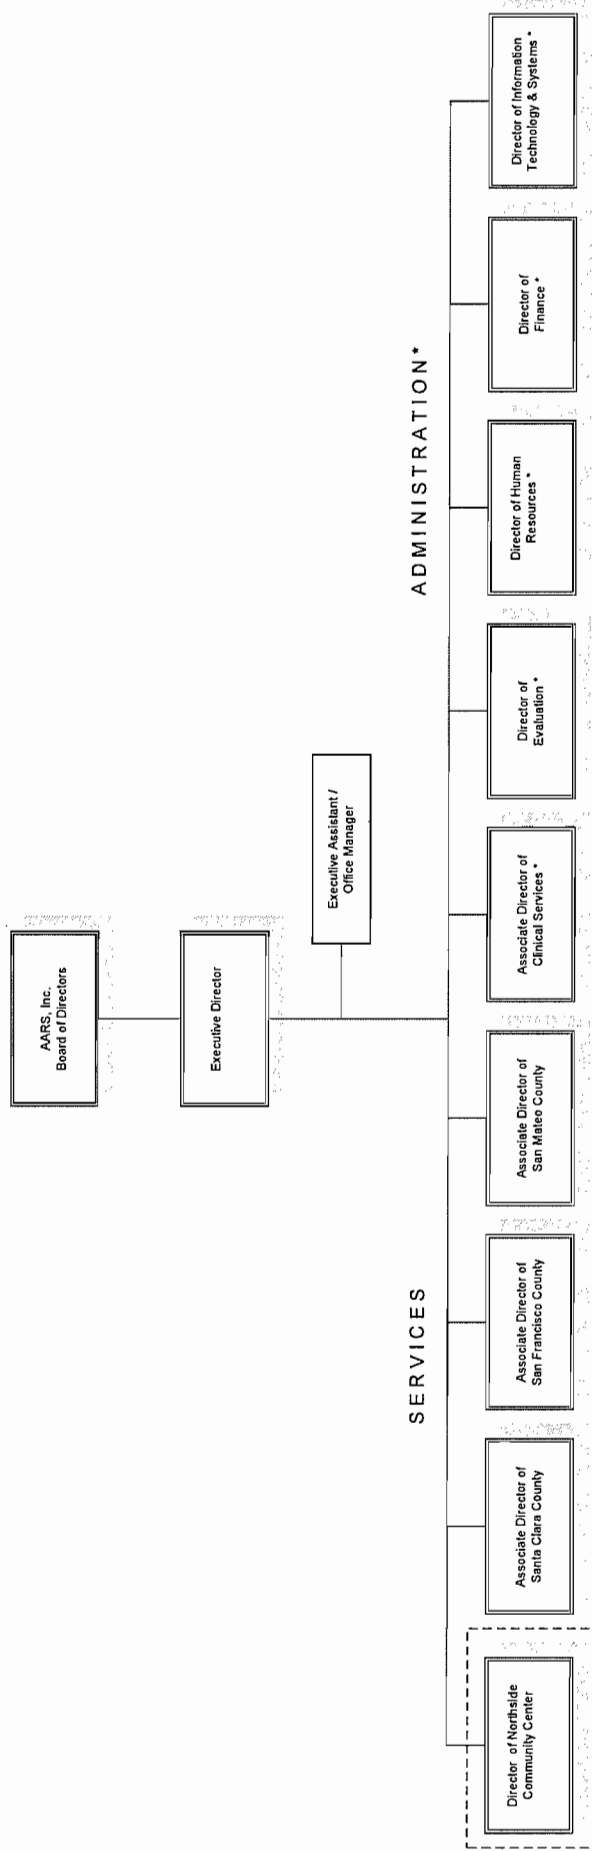 AARS, Inc.
Board of Directors
Executive Director
Executive Assistant /
Office Manager
SERVICES
ADMINISTRATION*
Director of Northside
Community Center
Associate Director of
Santa Clara County
Associate Director of
San Francisco County
Associate Director of
San Mateo County
Associate Director of
Clinical Services *
Director of
Evaluation *
Director of Human
Resources *
Director of
Finance *
Director of Information
Technology & Systems *